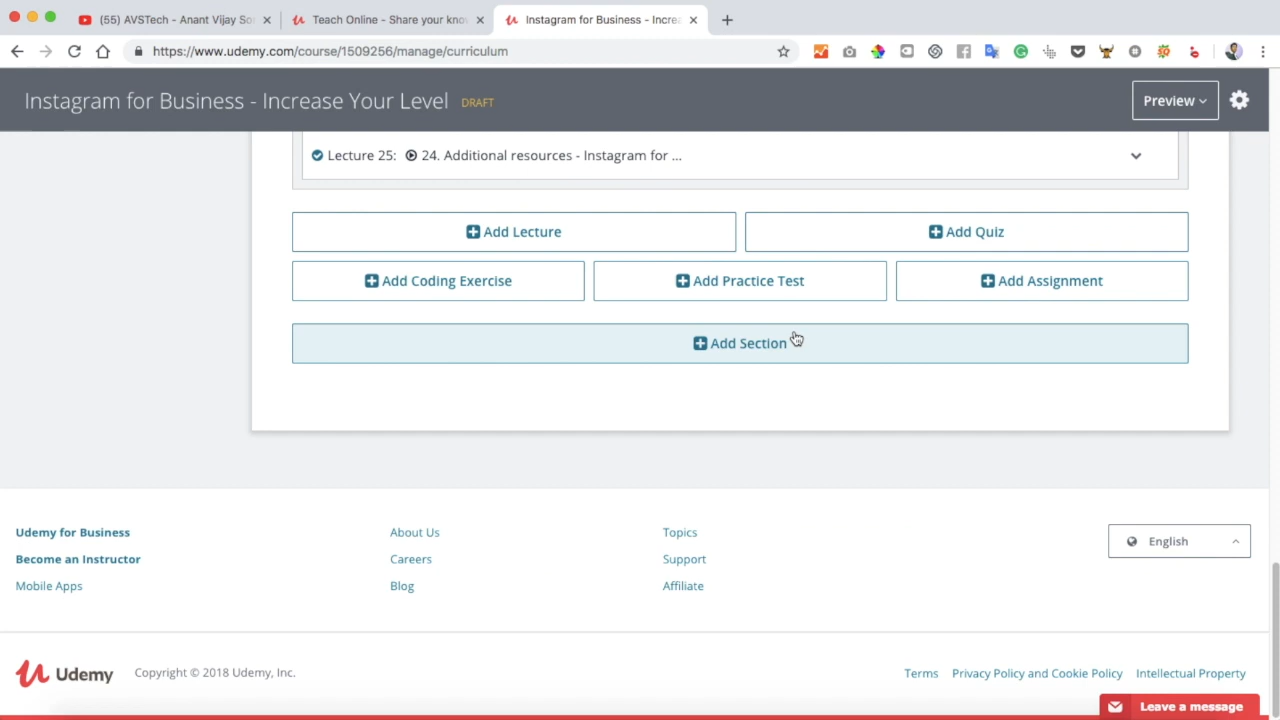 (55) AVSTech - Anant Vijay So
Teach Online - Share your kno
Instagram for Business - Incre
https://www.udemy.com/course/1509256/manage/curriculum
Instagram for Business - Increase Your Level DRAFT
Preview
Lecture 25: 24. Additional resources - Instagram for ...
Add Lecture
Add Quiz
Add Coding Exercise
Add Practice Test
Add Assignment
Add Section
Udemy for Business
About Us
Topics
English
Become an Instructor
Careers
Support
Mobile Apps
Blog
Affiliate
Udemy
Copyright © 2018 Udemy, Inc.
Terms
Privacy Policy and Cookie Policy
Intellectual Property
Leave a message